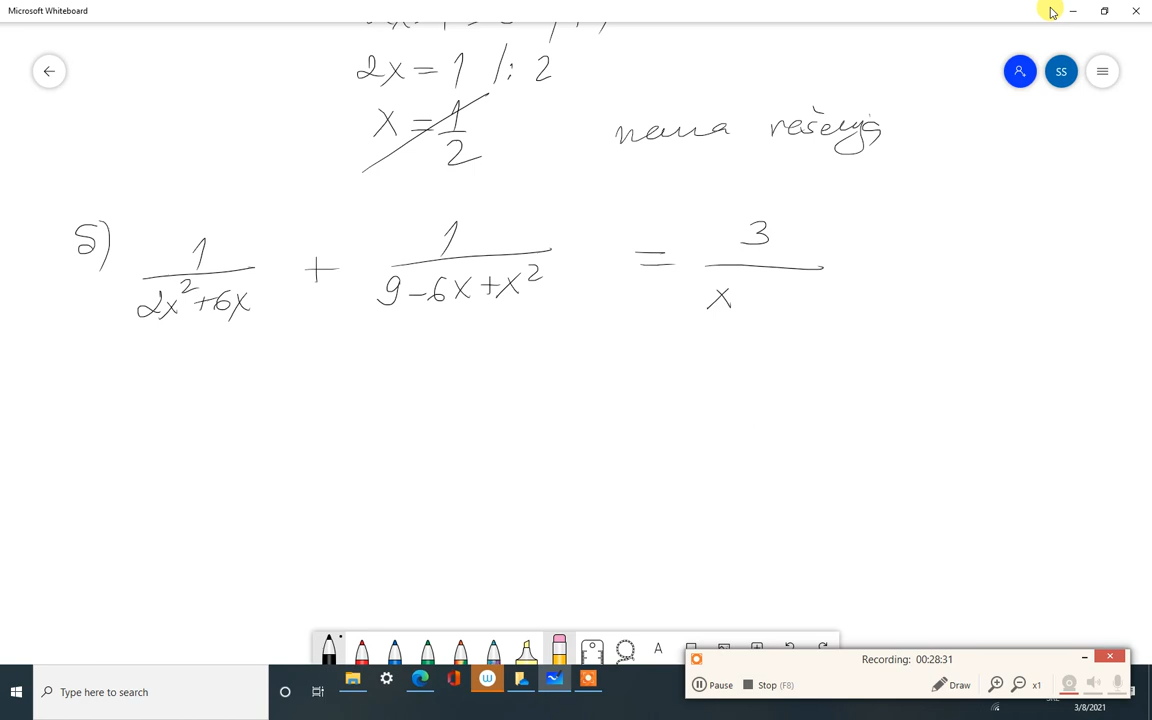 Microsoft Whiteboard
2x = 1 /: 2
SS
x = 1/2
nema rešenja
δ) 1/(2x²+6x) + 1/(9-6x+x²) = 3/x
A
Recording: 00:28:31
Pause Stop (F8) Draw x1
Type here to search
3/8/2021